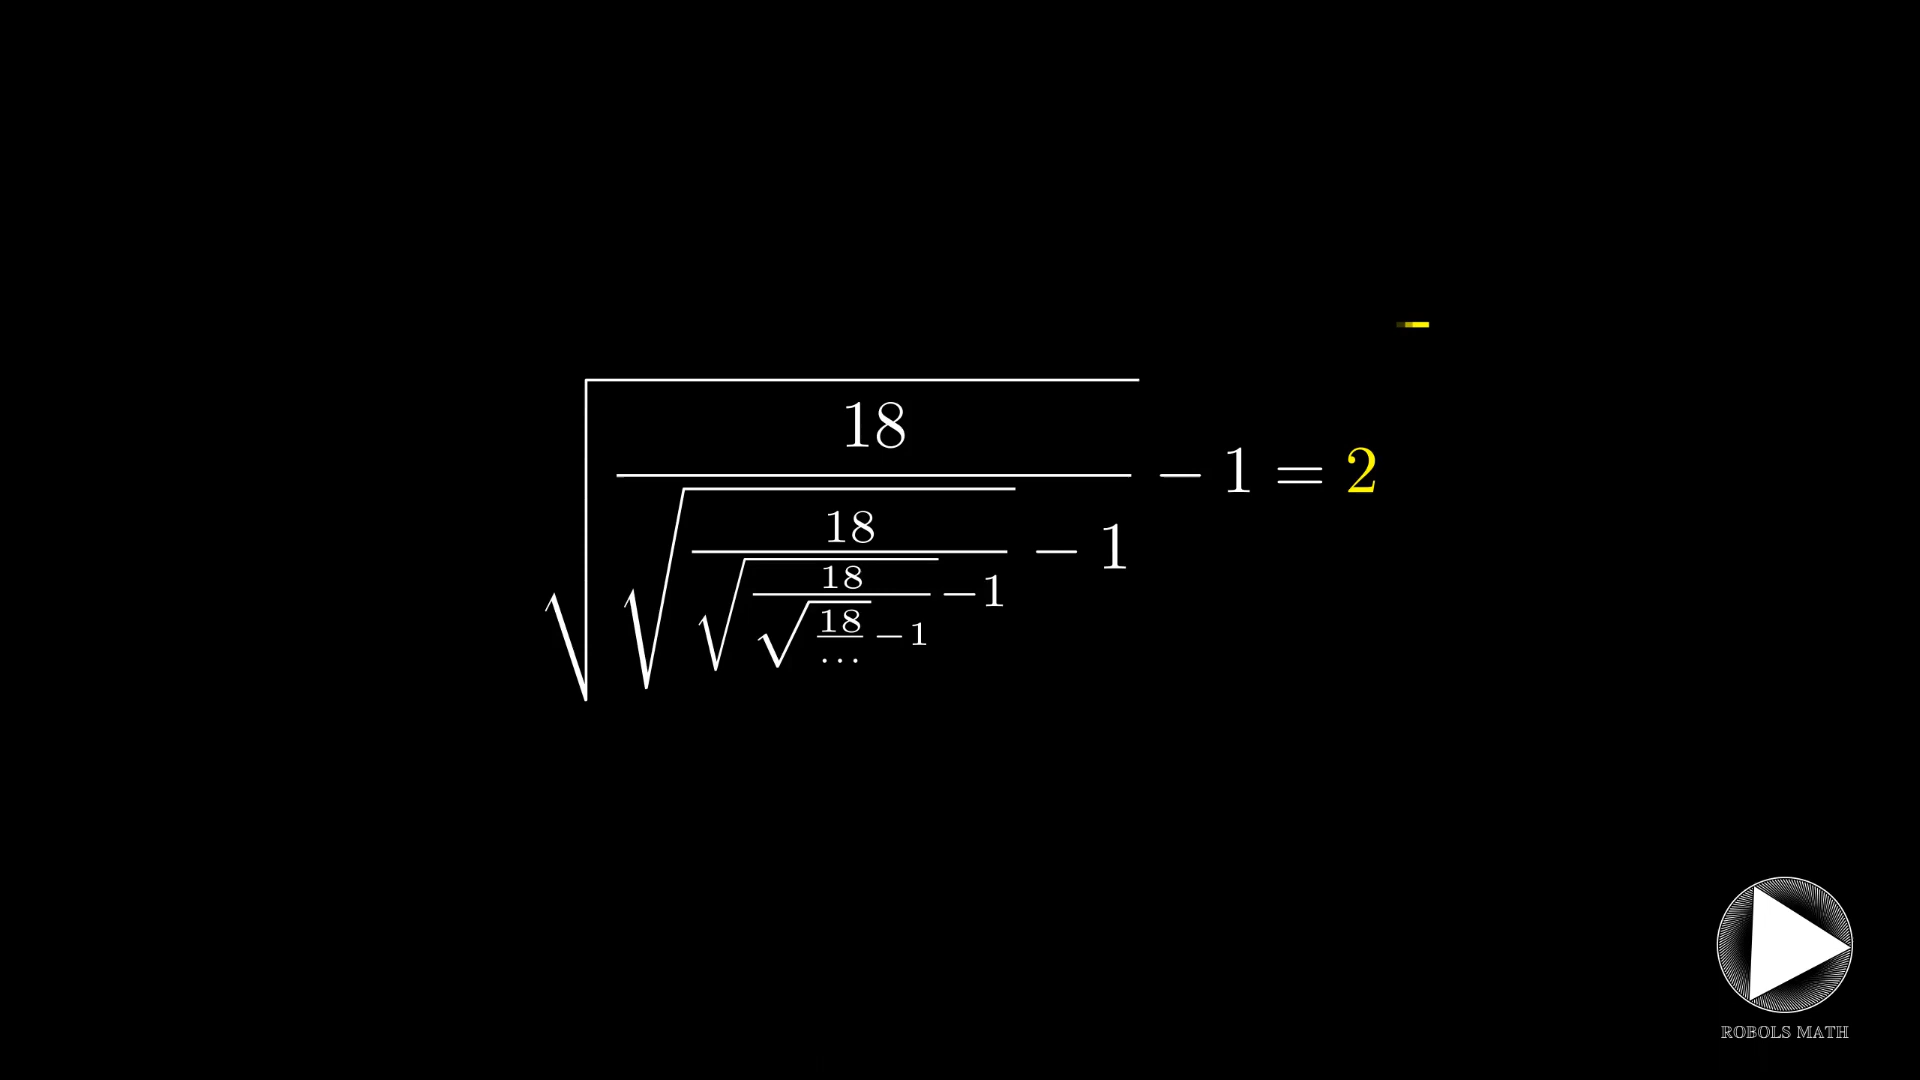 √(18/(√(18/(√(18/(√(18/...) − 1)) − 1)) − 1)) − 1 = 2
ROBOLS MATH